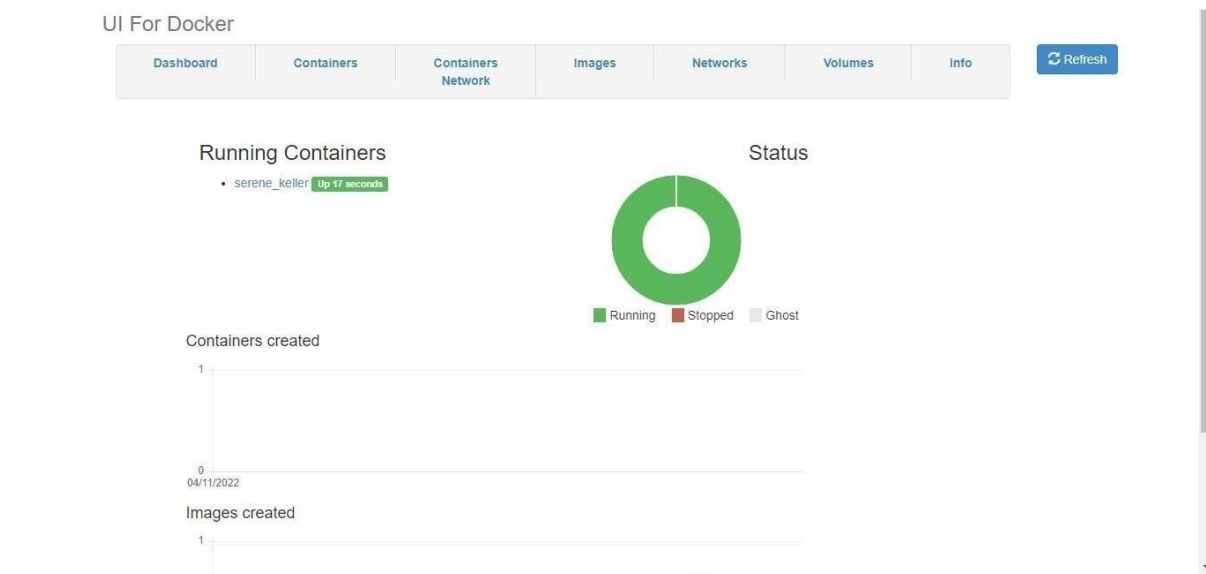 UI For Docker
Dashboard Containers Containers Network Images Networks Volumes Info Refresh
Running Containers
serene_keller Up 17 seconds
Status
Running Stopped Ghost
Containers created
1
0
04/11/2022
Images created
1